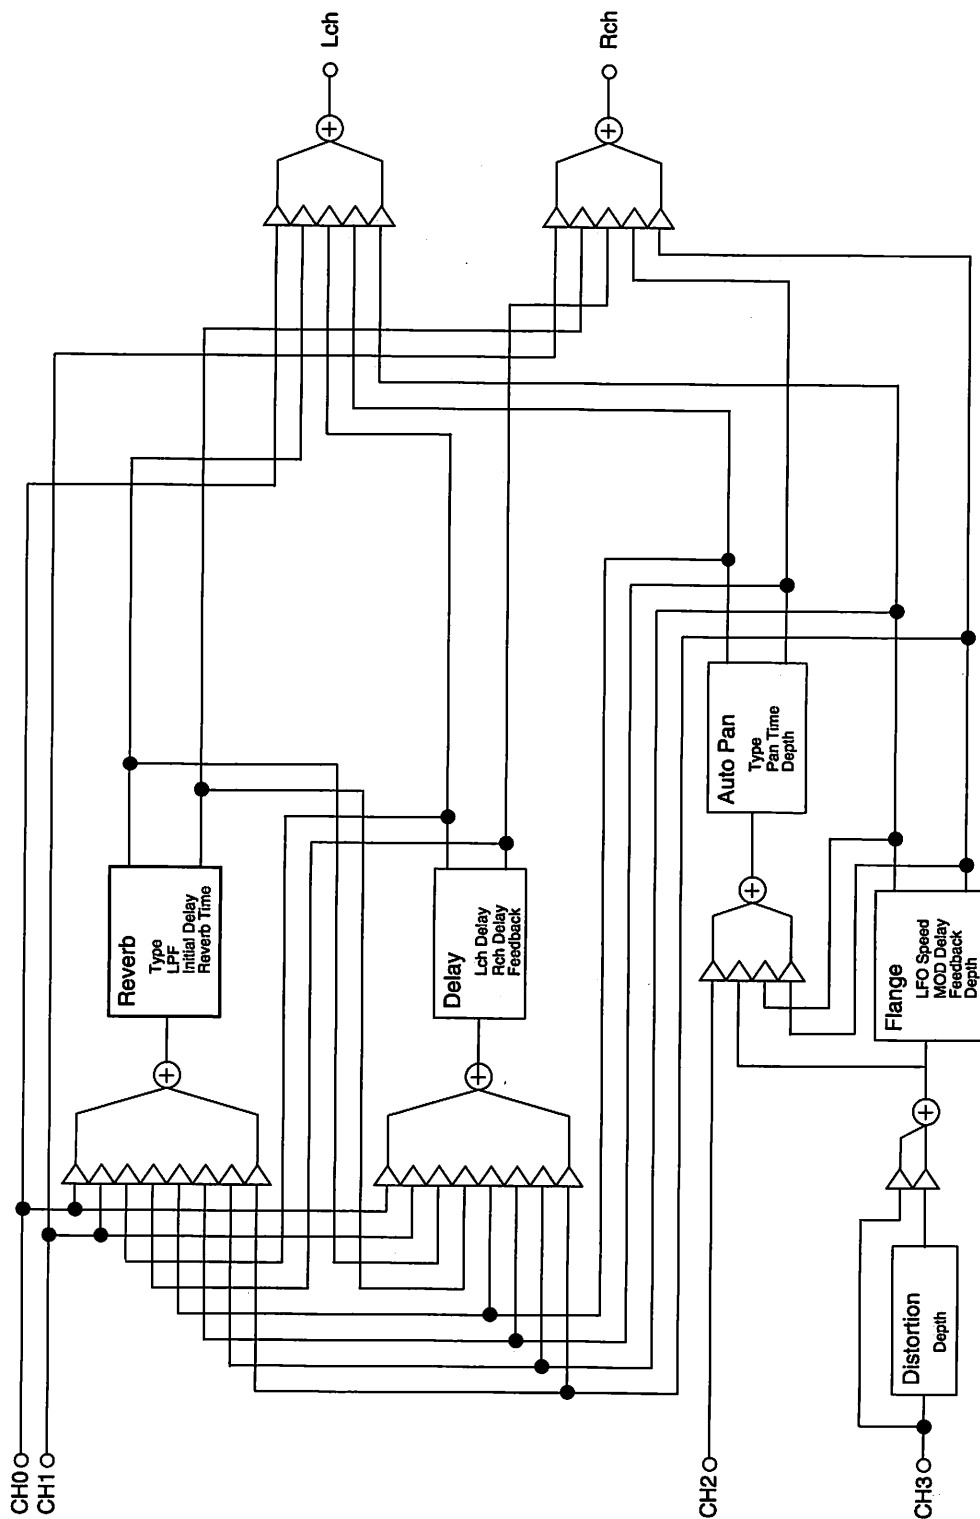 CH0
CH1
CH2
CH3
Reverb
Type
LPF
Initial Delay
Reverb Time
Delay
Lch Delay
Rch Delay
Feedback
Auto Pan
Type
Pan Time
Depth
Flange
LFO Speed
MOD Delay
Feedback
Depth
Distortion
Depth
Lch
Rch